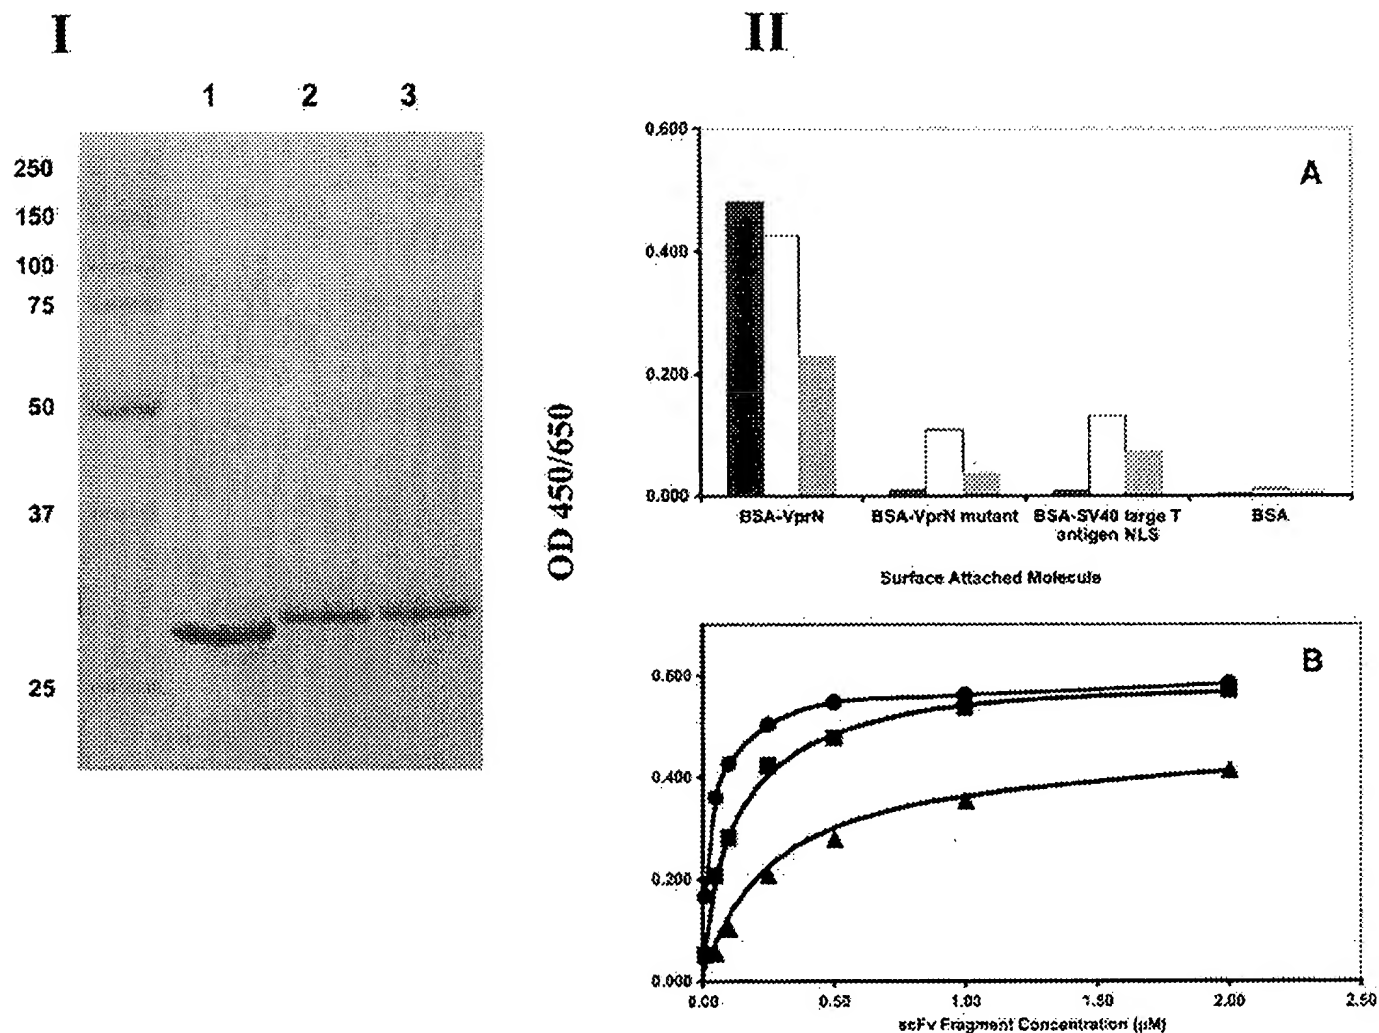 I
1 2 3
250
150
100
75
50
37
25
II
OD 450/650
A
0.600
0.400
0.200
0.000
BSA-VprN
BSA-VprN mutant
BSA-SV40 large T
antigen NLS
BSA
Surface Attached Molecule
B
0.600
0.400
0.200
0.000
0.00 0.50 1.00 1.50 2.00 2.50
scFv Fragment Concentration (µM)